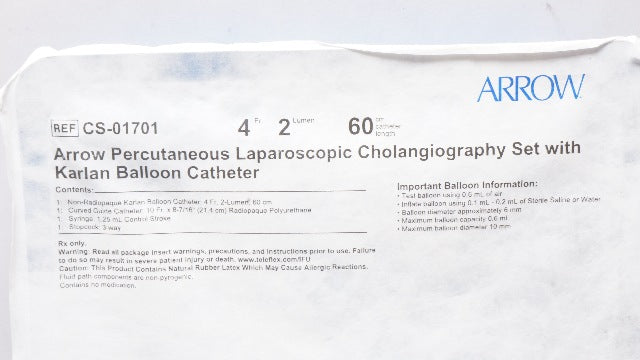 ARROW
REF CS-01701 4 Fr 2 Lumen 60 cm catheter length
Arrow Percutaneous Laparoscopic Cholangiography Set with
Karlan Balloon Catheter
Contents:
1: Non-Radiopaque Karlan Balloon Catheter: 4 Fr, 2-Lumen, 60 cm
1: Curved Guide Catheter: 10 Fr. x 8-7/16" (21.4 cm) Radiopaque Polyurethane
1: Syringe: 1.25 mL Control Stroke
1: Stopcock: 3-way
Rx only.
Warning: Read all package insert warnings, precautions, and instructions prior to use. Failure
to do so may result in severe patient injury or death. www.teleflex.com/IFU
Caution: This Product Contains Natural Rubber Latex Which May Cause Allergic Reactions.
Fluid path components are non-pyrogenic.
Contains no medication.
Important Balloon Information:
• Test balloon using 0.6 mL of air
• Inflate balloon using 0.1 mL - 0.2 mL of Sterile Saline or Water
• Balloon diameter approximately 6 mm
• Maximum balloon capacity 0.6 ml
• Maximum balloon diameter 10 mm